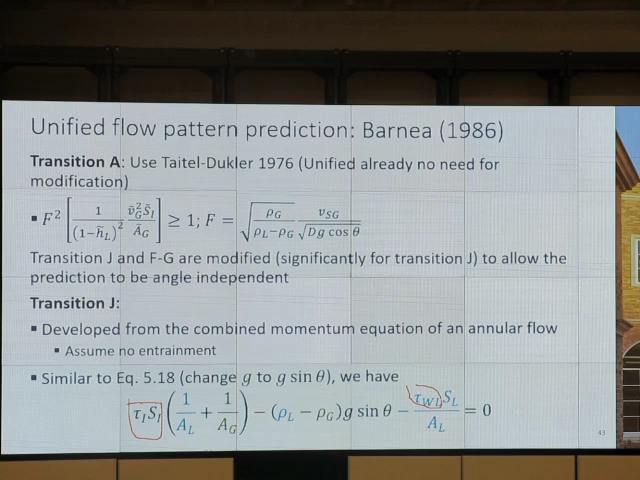 Unified flow pattern prediction: Barnea (1986)
Transition A: Use Taitel-Dukler 1976 (Unified already no need for
modification)
▪ F² [ 1/(1−h̃_L)² ṽ_G² S̃_I/Ã_G ] ≥ 1; F = √(ρ_G/(ρ_L−ρ_G)) v_SG/√(Dg cos θ)
Transition J and F-G are modified (significantly for transition J) to allow the
prediction to be angle independent
Transition J:
▪ Developed from the combined momentum equation of an annular flow
▪ Assume no entrainment
▪ Similar to Eq. 5.18 (change g to g sin θ), we have
τ_I S_I (1/A_L + 1/A_G) − (ρ_L − ρ_G)g sin θ − τ_WL S_L/A_L = 0
43